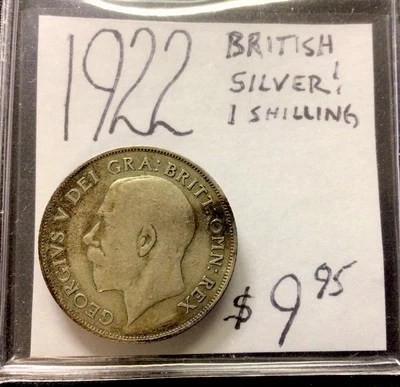 1922
BRITISH
SILVER!
1 SHILLING
GEORGIVS V DEI GRA: BRITT: OMN: REX
$9.95